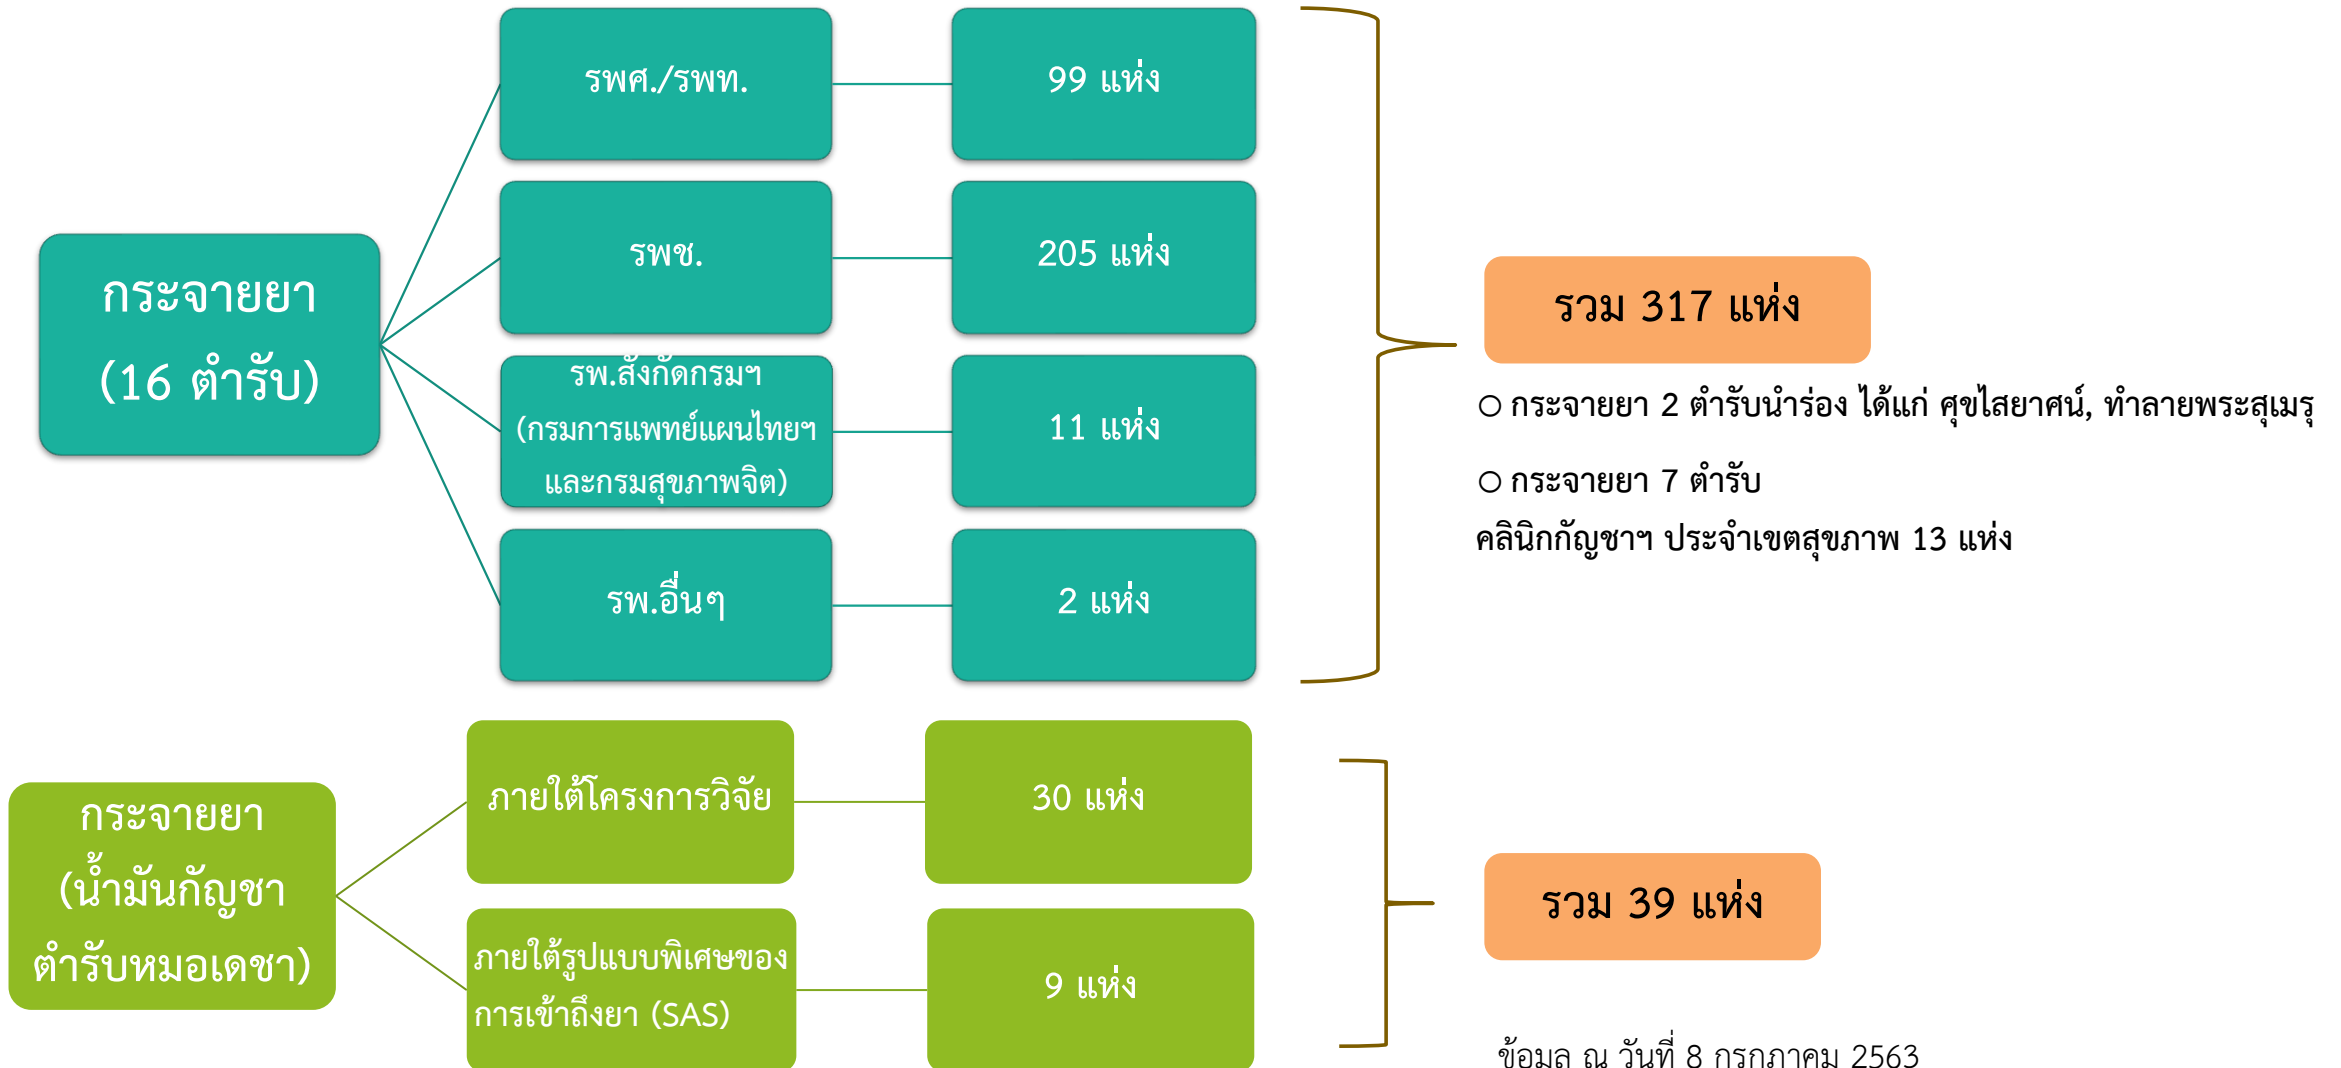 กระจายยา
(16 ตำรับ)
รพศ./รพท.
99 แห่ง
รพช.
205 แห่ง
รพ.สังกัดกรมฯ
(กรมการแพทย์แผนไทยฯ
และกรมสุขภาพจิต)
11 แห่ง
รพ.อื่นๆ
2 แห่ง
รวม 317 แห่ง
○ กระจายยา 2 ตำรับนำร่อง ได้แก่ ศุขไสยาศน์, ทำลายพระสุเมรุ
○ กระจายยา 7 ตำรับ
คลินิกกัญชาฯ ประจำเขตสุขภาพ 13 แห่ง
กระจายยา
(น้ำมันกัญชา
ตำรับหมอเดชา)
ภายใต้โครงการวิจัย
30 แห่ง
ภายใต้รูปแบบพิเศษของ
การเข้าถึงยา (SAS)
9 แห่ง
รวม 39 แห่ง
ข้อมูล ณ วันที่ 8 กรกฎาคม 2563